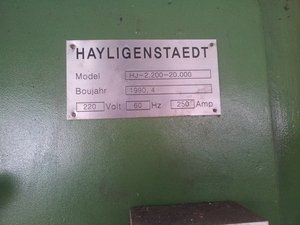 HAYLIGENSTAEDT
Model HJ-2,200-20,000
Boujahr 1990, 4
220 Volt 60 Hz 250 Amp